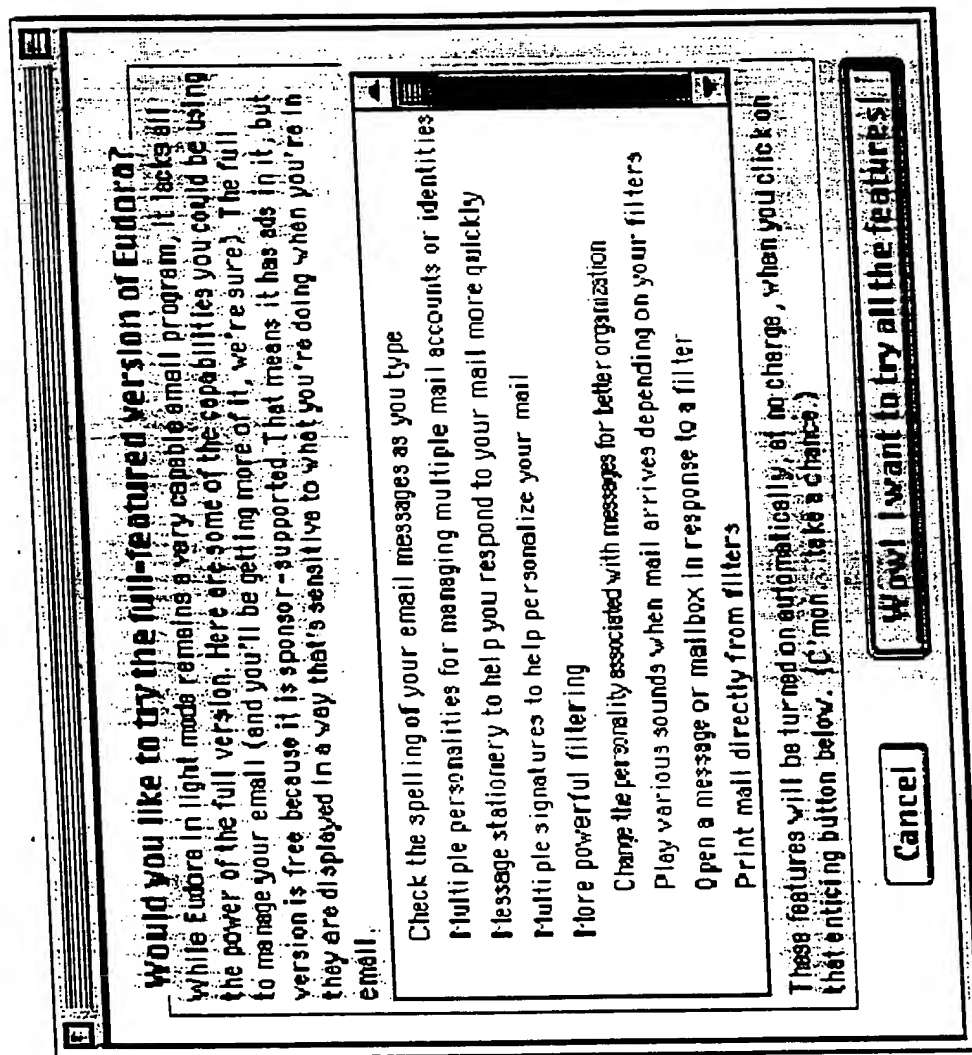 Would you like to try the full-featured version of Eudora?
While Eudora in light mode remains a very capable email program, it lacks all
the power of the full version. Here are some of the capabilities you could be using
to manage your email (and you'll be getting more of it, we're sure). The full
version is free because it is sponsor-supported. That means it has ads in it, but
they are displayed in a way that's sensitive to what you're doing when you're in
email.
Check the spelling of your email messages as you type
Multiple personalities for managing multiple mail accounts or identities
Message stationery to help you respond to your mail more quickly
Multiple signatures to help personalize your mail
More powerful filtering
Change the personality associated with messages for better organization
Play various sounds when mail arrives depending on your filters
Open a message or mailbox in response to a filter
Print mail directly from filters
These features will be turned on automatically, at no charge, when you click on
that enticing button below. (C'mon, take a chance.)
Cancel
Wow! I want to try all the features!